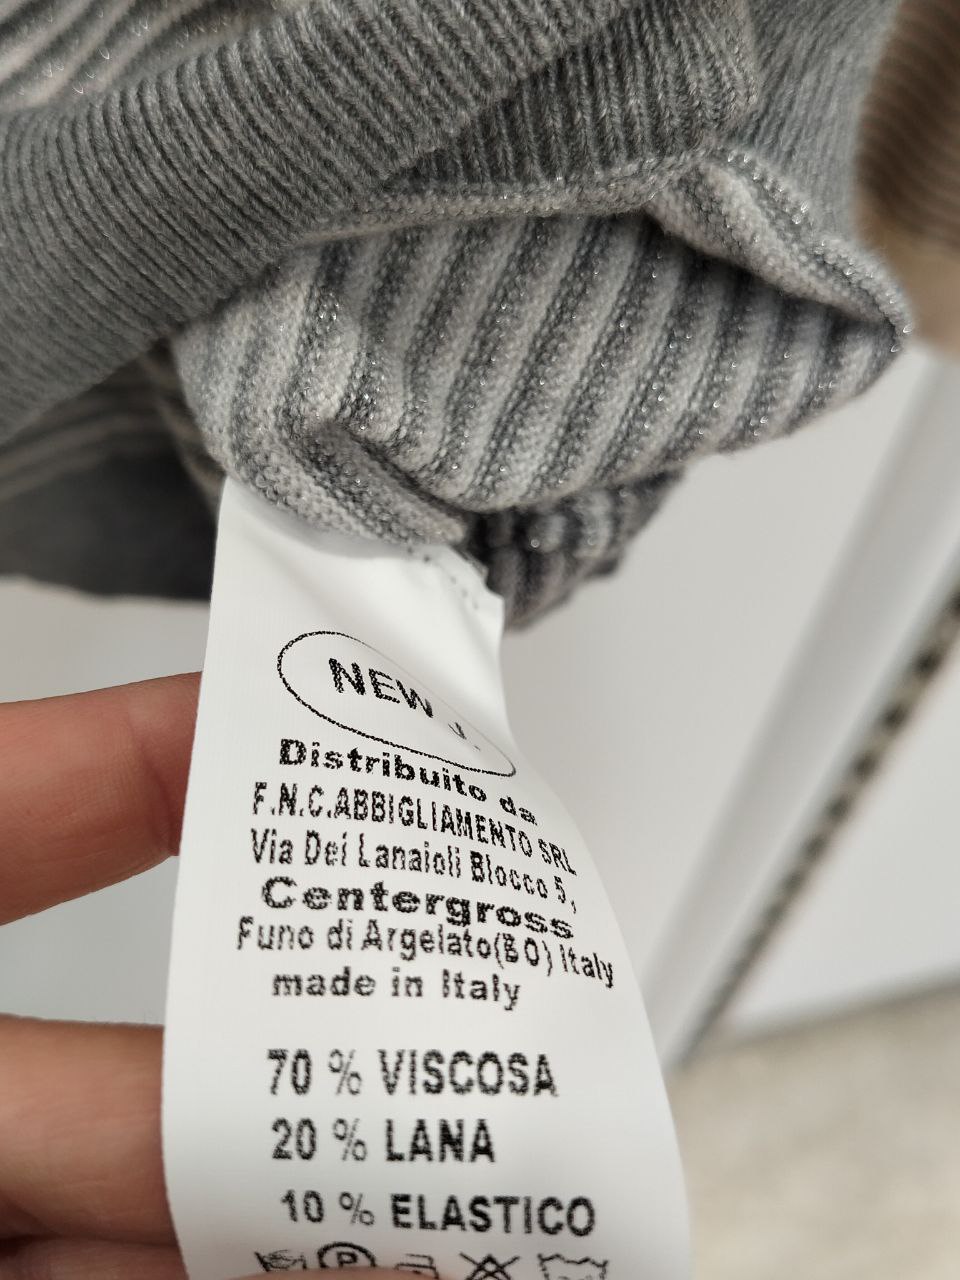 NEW
Distribuito da
F.N.C.ABBIGLIAMENTO SRL
Via Dei Lanaioli Blocco 5,
Centergross
Funo di Argelato(BO) Italy
made in Italy
70 % VISCOSA
20 % LANA
10 % ELASTICO
P